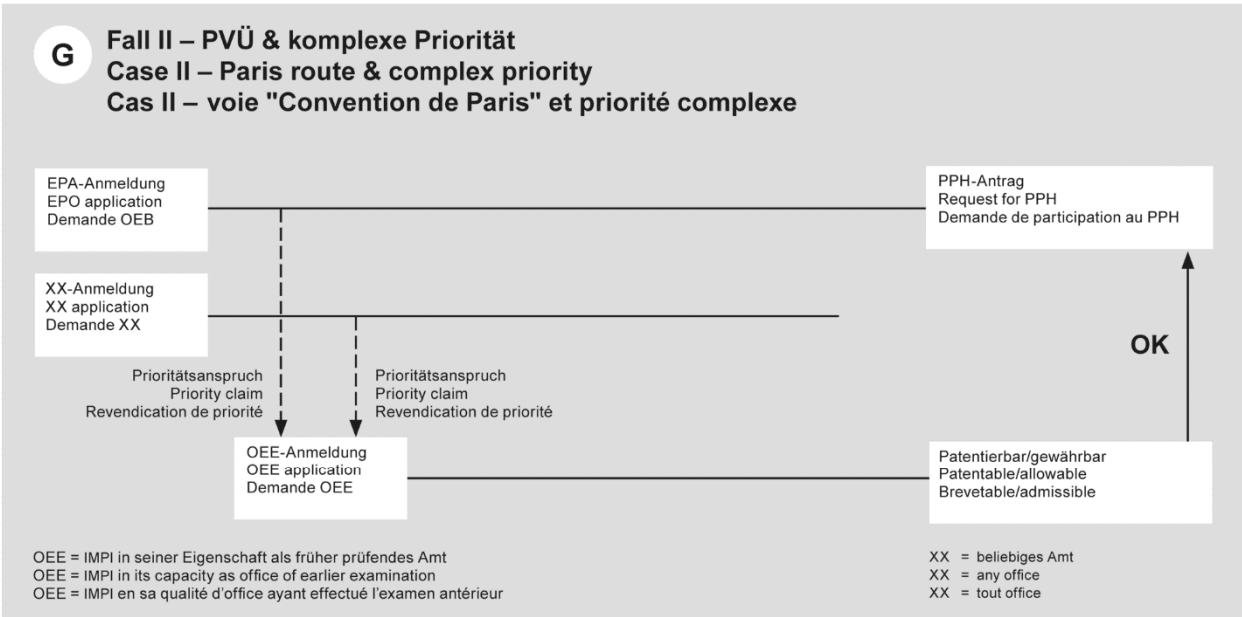 G
Fall II – PVÜ & komplexe Priorität
Case II – Paris route & complex priority
Cas II – voie "Convention de Paris" et priorité complexe
EPA-Anmeldung
EPO application
Demande OEB
PPH-Antrag
Request for PPH
Demande de participation au PPH
XX-Anmeldung
XX application
Demande XX
OK
Prioritätsanspruch
Priority claim
Revendication de priorité
Prioritätsanspruch
Priority claim
Revendication de priorité
OEE-Anmeldung
OEE application
Demande OEE
Patentierbar/gewährbar
Patentable/allowable
Brevetable/admissible
OEE = IMPI in seiner Eigenschaft als früher prüfendes Amt
OEE = IMPI in its capacity as office of earlier examination
OEE = IMPI en sa qualité d'office ayant effectué l'examen antérieur
XX = beliebiges Amt
XX = any office
XX = tout office